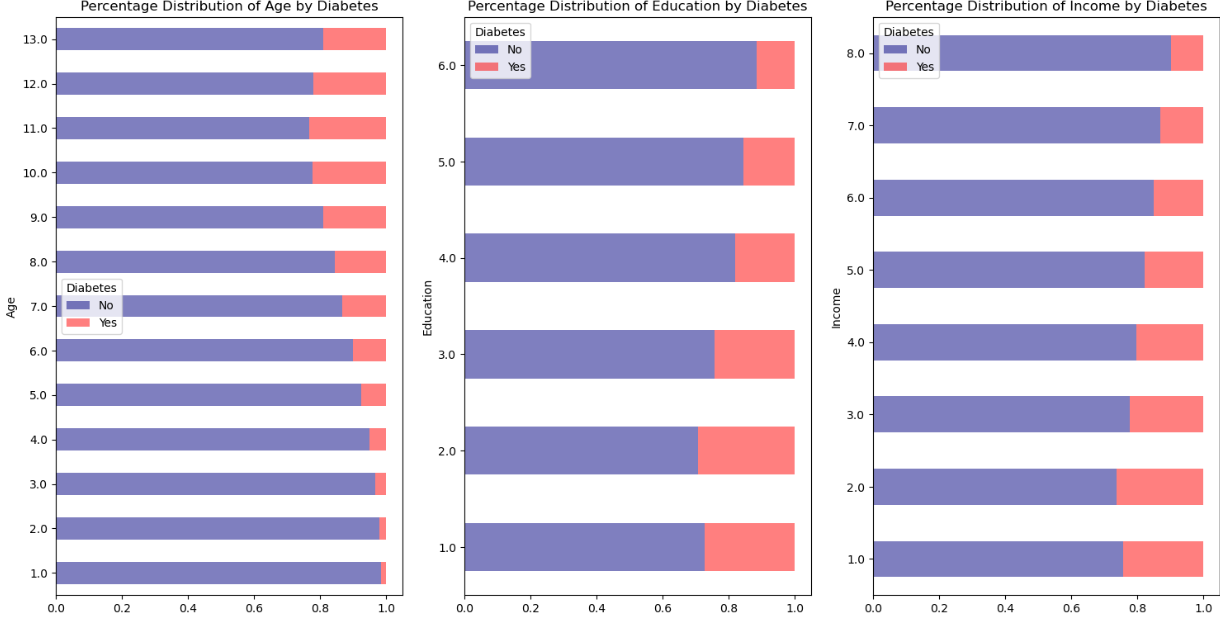 Percentage Distribution of Age by Diabetes
13.0
12.0
11.0
10.0
9.0
8.0
7.0
6.0
5.0
4.0
3.0
2.0
1.0
Age
Diabetes
No
Yes
0.0 0.2 0.4 0.6 0.8 1.0
Percentage Distribution of Education by Diabetes
Diabetes
No
Yes
6.0
5.0
4.0
3.0
2.0
1.0
Education
0.0 0.2 0.4 0.6 0.8 1.0
Percentage Distribution of Income by Diabetes
Diabetes
No
Yes
8.0
7.0
6.0
5.0
4.0
3.0
2.0
1.0
Income
0.0 0.2 0.4 0.6 0.8 1.0